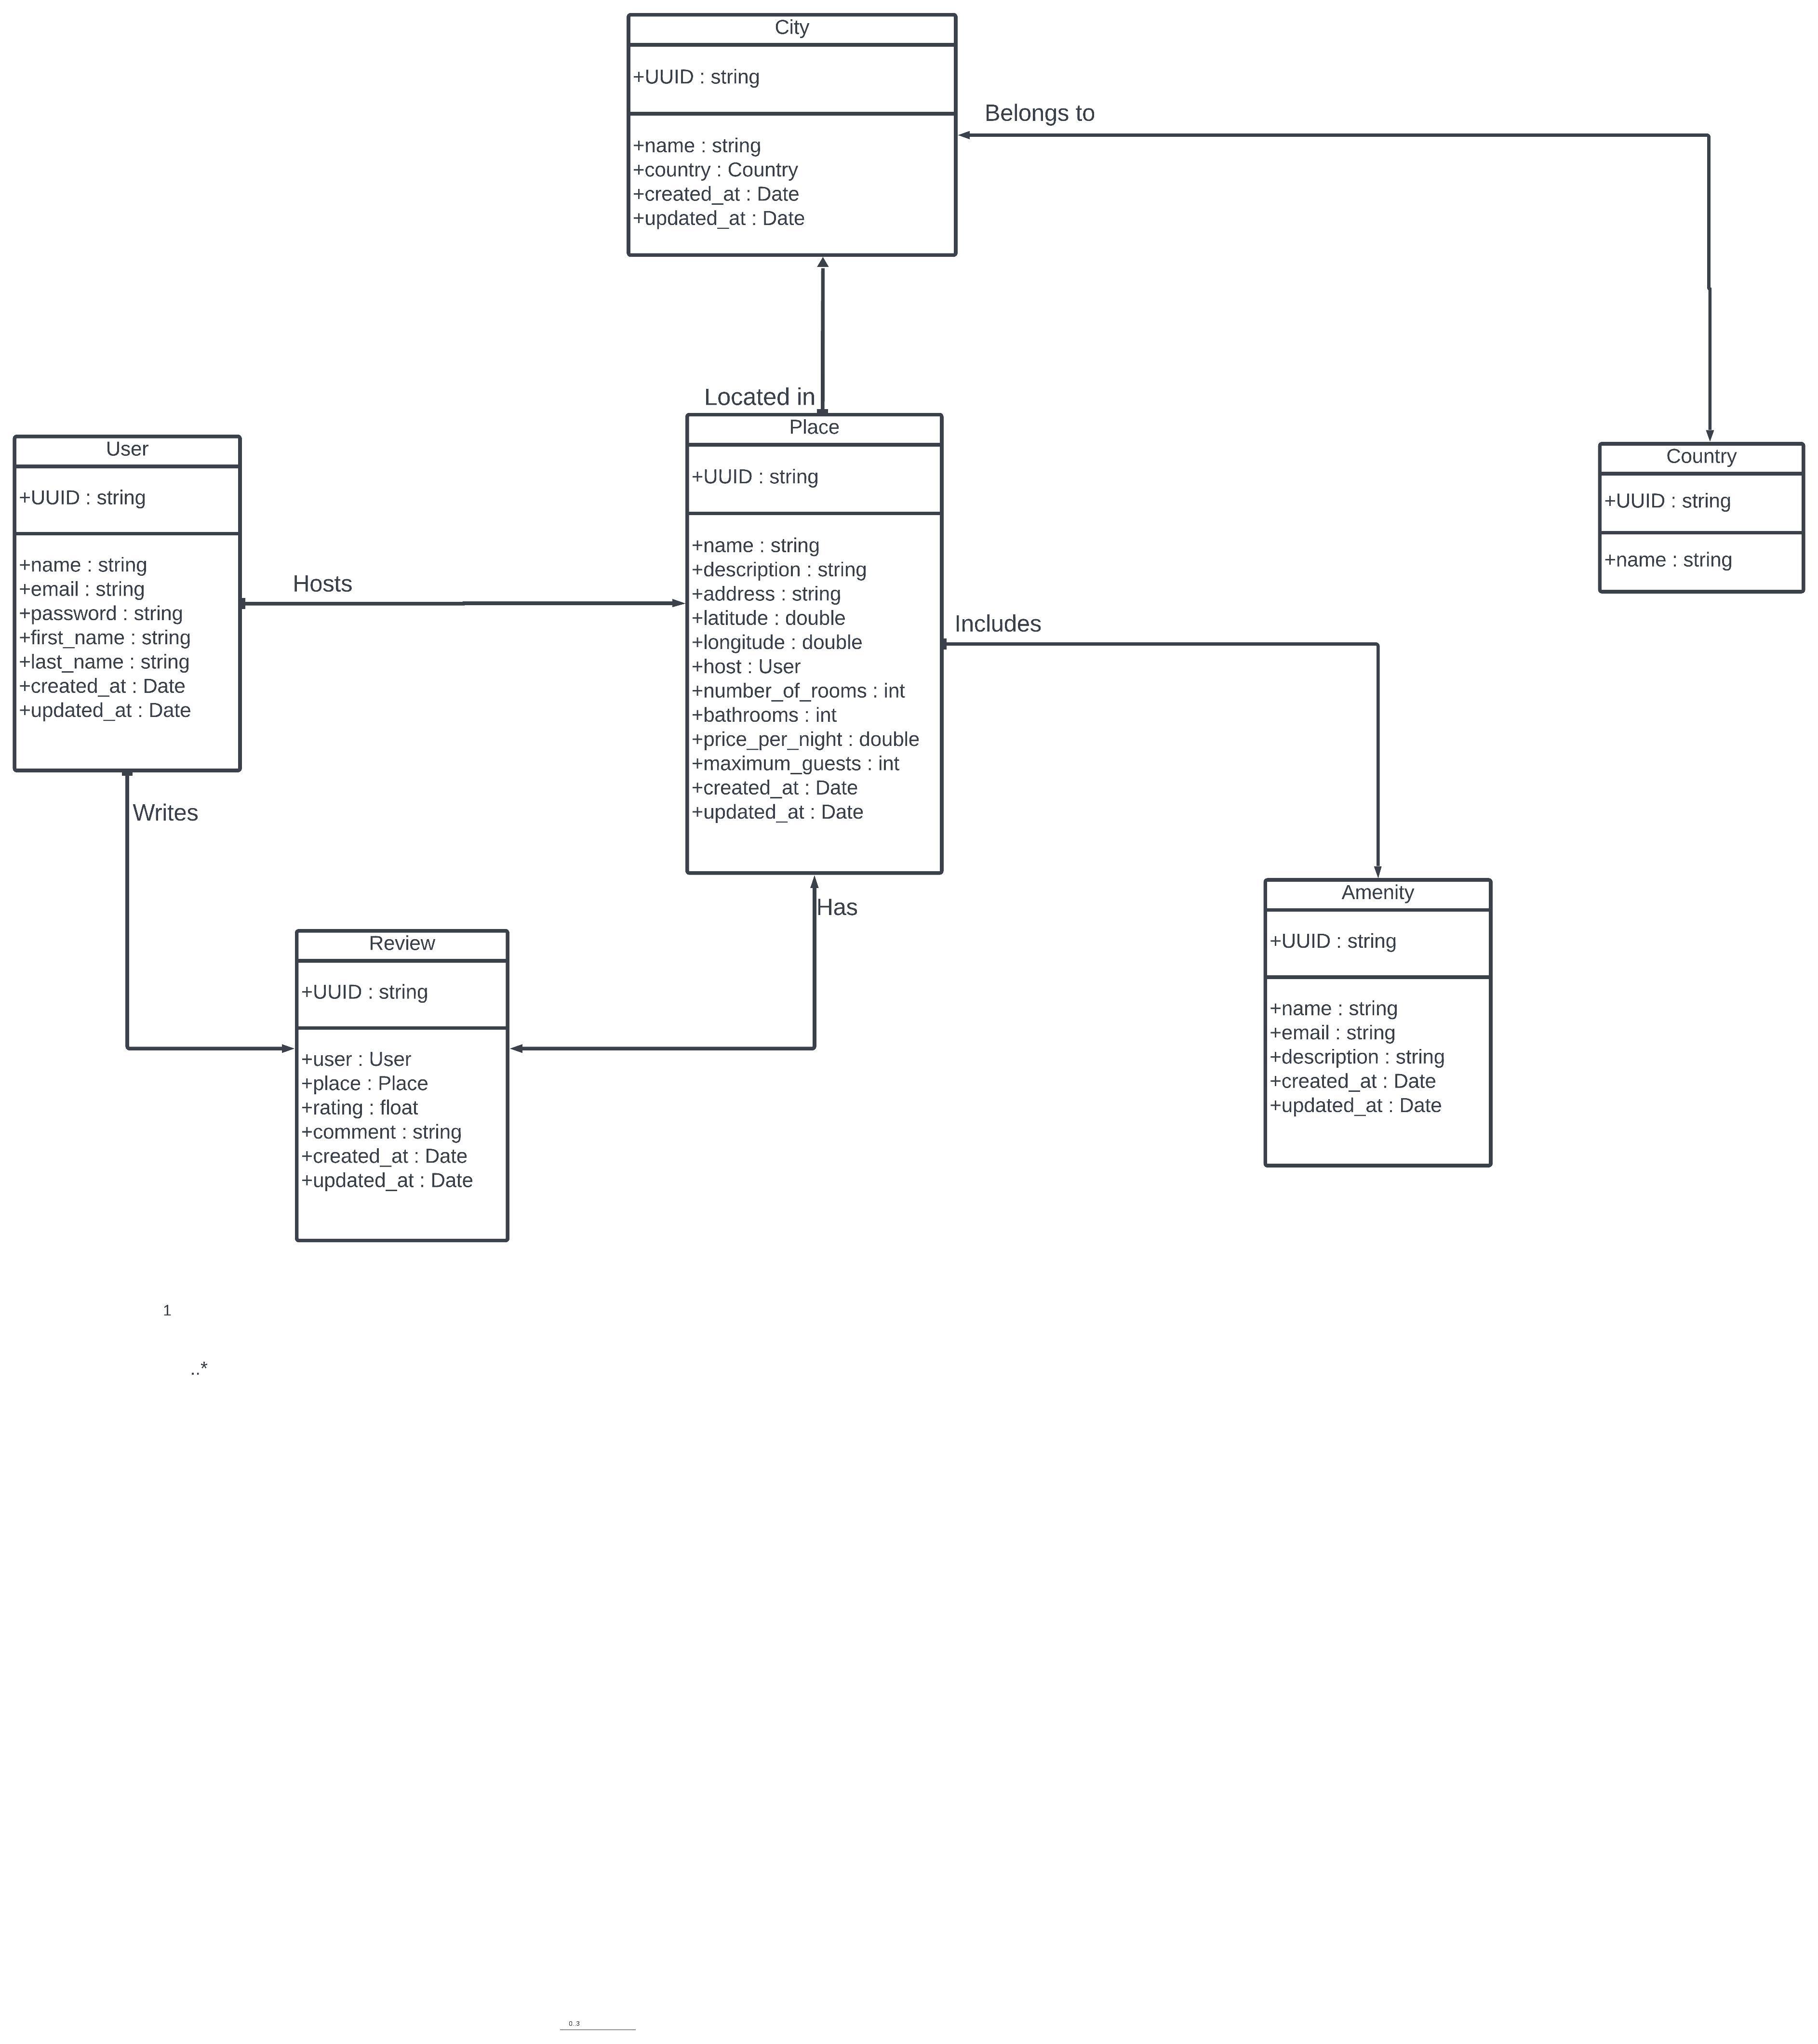 City
+UUID : string
+name : string
+country : Country
+created_at : Date
+updated_at : Date
Belongs to
Located in
User
+UUID : string
+name : string
+email : string
+password : string
+first_name : string
+last_name : string
+created_at : Date
+updated_at : Date
Hosts
Place
+UUID : string
+name : string
+description : string
+address : string
+latitude : double
+longitude : double
+host : User
+number_of_rooms : int
+bathrooms : int
+price_per_night : double
+maximum_guests : int
+created_at : Date
+updated_at : Date
Country
+UUID : string
+name : string
Includes
Writes
Has
Review
+UUID : string
+user : User
+place : Place
+rating : float
+comment : string
+created_at : Date
+updated_at : Date
Amenity
+UUID : string
+name : string
+email : string
+description : string
+created_at : Date
+updated_at : Date
1
..*
0..3